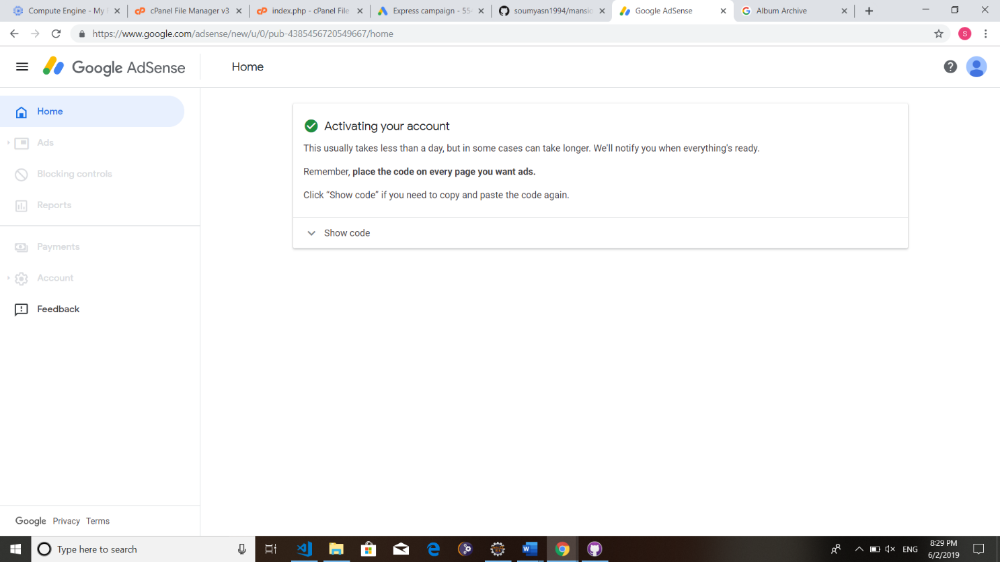 Compute Engine - My
cPanel File Manager v3
index.php - cPanel File
Express campaign - 554
soumyasn1994/mansio
Google AdSense
Album Archive
https://www.google.com/adsense/new/u/0/pub-4385456720549667/home
S
Google AdSense
Home
Home
Ads
Blocking controls
Reports
Payments
Account
Feedback
Activating your account
This usually takes less than a day, but in some cases can take longer. We'll notify you when everything's ready.
Remember, place the code on every page you want ads.
Click “Show code” if you need to copy and paste the code again.
Show code
Google Privacy Terms
Type here to search
ENG
8:29 PM
6/2/2019